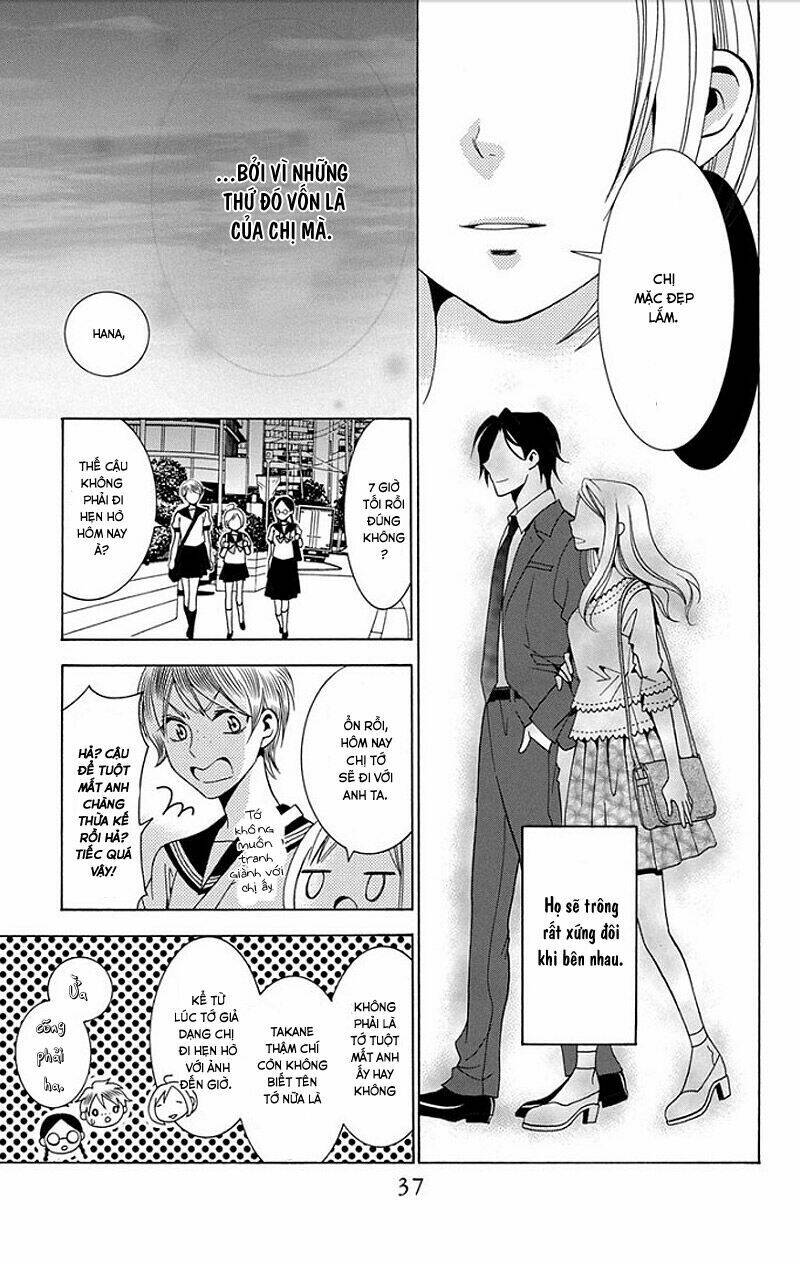 CHỊ
MẶC ĐẸP
LẮM.
Họ sẽ trông
rất xứng đôi
khi bên nhau.
...BỞI VÌ NHỮNG
THỨ ĐÓ VỐN LÀ
CỦA CHỊ MÀ.
HANA,
7 GIỜ
TỐI RỒI
ĐÚNG
KHÔNG
?
THẾ CẬU
KHÔNG
PHẢI ĐI
HẸN HÒ
HÔM NAY
À?
ỔN RỒI,
HÔM NAY
CHỊ TỚ
SẼ ĐI VỚI
ANH TA.
Tớ
không
muốn
tranh
giành với
chị ấy.
HẢ? CẬU
ĐỂ TUỘT
MẤT ANH
CHÀNG
THỪA KẾ
RỒI HẢ?
TIẾC QUÁ
VẬY!
KHÔNG
PHẢI LÀ
TỚ TUỘT
MẤT ANH
ẤY HAY
KHÔNG
TAKANE
THẬM CHÍ
CÒN KHÔNG
BIẾT TÊN
TỚ NỮA LÀ
KỂ TỪ
LÚC TỚ GIẢ
DẠNG CHỊ
ĐI HẸN HÒ
VỚI ẢNH
ĐẾN GIỜ.
Ừa
cũng
phải
ha.
37